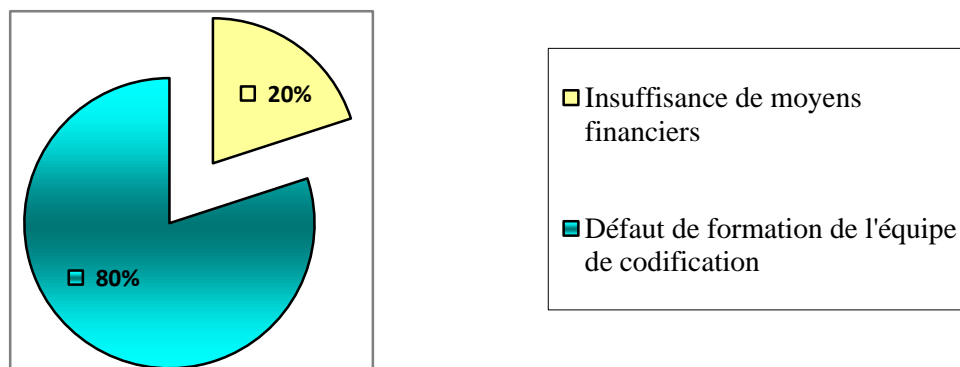 20%
80%
Insuffisance de moyens
financiers
Défaut de formation de l'équipe
de codification